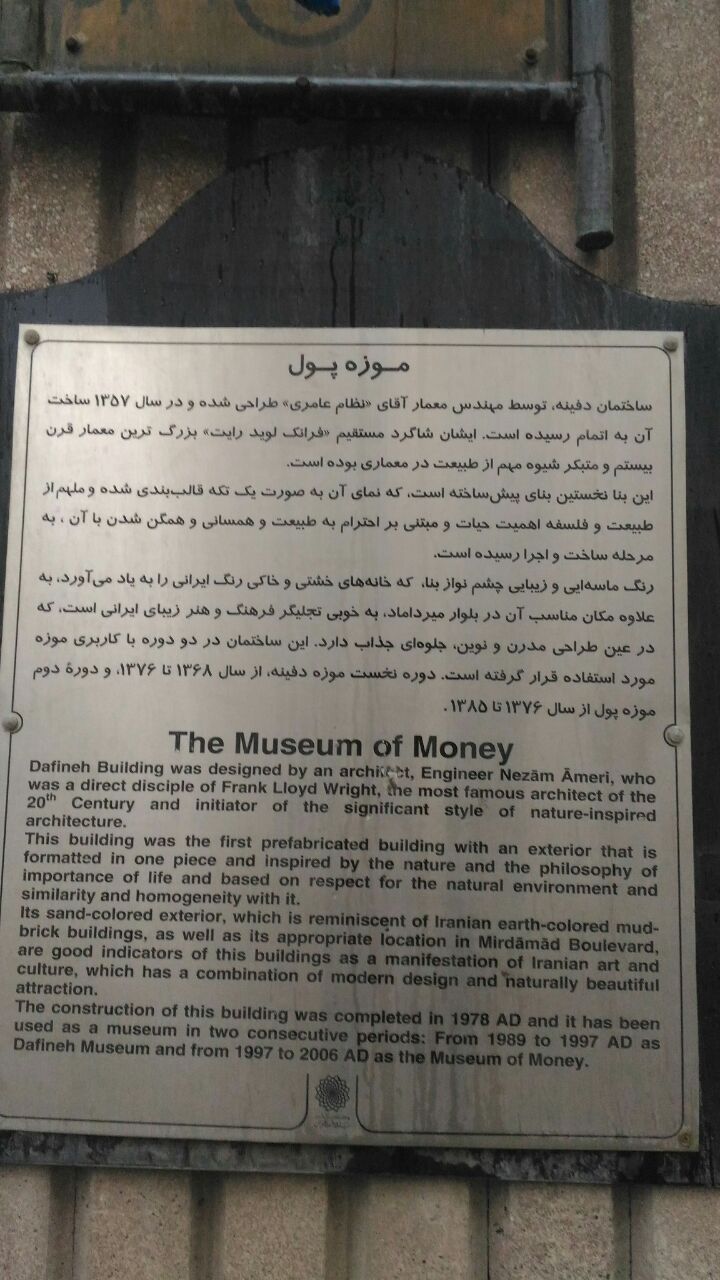 موزه پول
ساختمان دفینه، توسط مهندس معمار آقای «نظام عامری» طراحی شده و در سال ۱۳۵۷ ساخت
آن به اتمام رسیده است. ایشان شاگرد مستقیم «فرانک لوید رایت» بزرگ ترین معمار قرن
بیستم و متبکر شیوه مهم از طبیعت در معماری بوده است.
این بنا نخستین بنای پیش‌ساخته است، که نمای آن به صورت یک تکه قالب‌بندی شده و ملهم از
طبیعت و فلسفه اهمیت حیات و مبتنی بر احترام به طبیعت و همسانی و همگن شدن با آن ، به
مرحله ساخت و اجرا رسیده است.
رنگ ماسه‌ایی و زیبایی چشم نواز بنا، که خانه‌های خشتی و خاکی رنگ ایرانی را به یاد می‌آورد، به
علاوه مکان مناسب آن در بلوار میرداماد، به خوبی تجلیگر فرهنگ و هنر زیبای ایرانی است، که
در عین طراحی مدرن و نوین، جلوه‌ای جذاب دارد. این ساختمان در دو دوره با کاربری موزه
مورد استفاده قرار گرفته است. دوره نخست موزه دفینه، از سال ۱۳۶۸ تا ۱۳۷۶، و دورهٔ دوم
موزه پول از سال ۱۳۷۶ تا ۱۳۸۵.
The Museum of Money
Dafineh Building was designed by an architect, Engineer Nezām Āmeri, who
was a direct disciple of Frank Lloyd Wright, the most famous architect of the
20th Century and initiator of the significant style of nature-inspired
architecture.
This building was the first prefabricated building with an exterior that is
formatted in one piece and inspired by the nature and the philosophy of
importance of life and based on respect for the natural environment and
similarity and homogeneity with it.
Its sand-colored exterior, which is reminiscent of Iranian earth-colored mud-
brick buildings, as well as its appropriate location in Mirdāmād Boulevard,
are good indicators of this buildings as a manifestation of Iranian art and
culture, which has a combination of modern design and naturally beautiful
attraction.
The construction of this building was completed in 1978 AD and it has been
used as a museum in two consecutive periods: From 1989 to 1997 AD as
Dafineh Museum and from 1997 to 2006 AD as the Museum of Money.